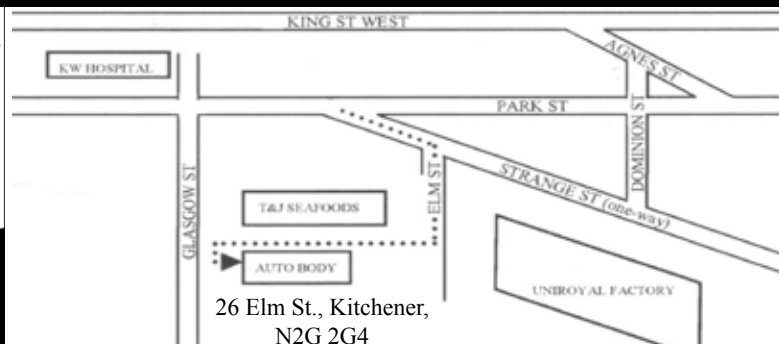 KING ST WEST
AGNES ST
KW HOSPITAL
PARK ST
DOMINION ST
GLASGOW ST
ELM ST
STRANGE ST (one-way)
T&J SEAFOODS
AUTO BODY
UNIROYAL FACTORY
26 Elm St., Kitchener,
N2G 2G4